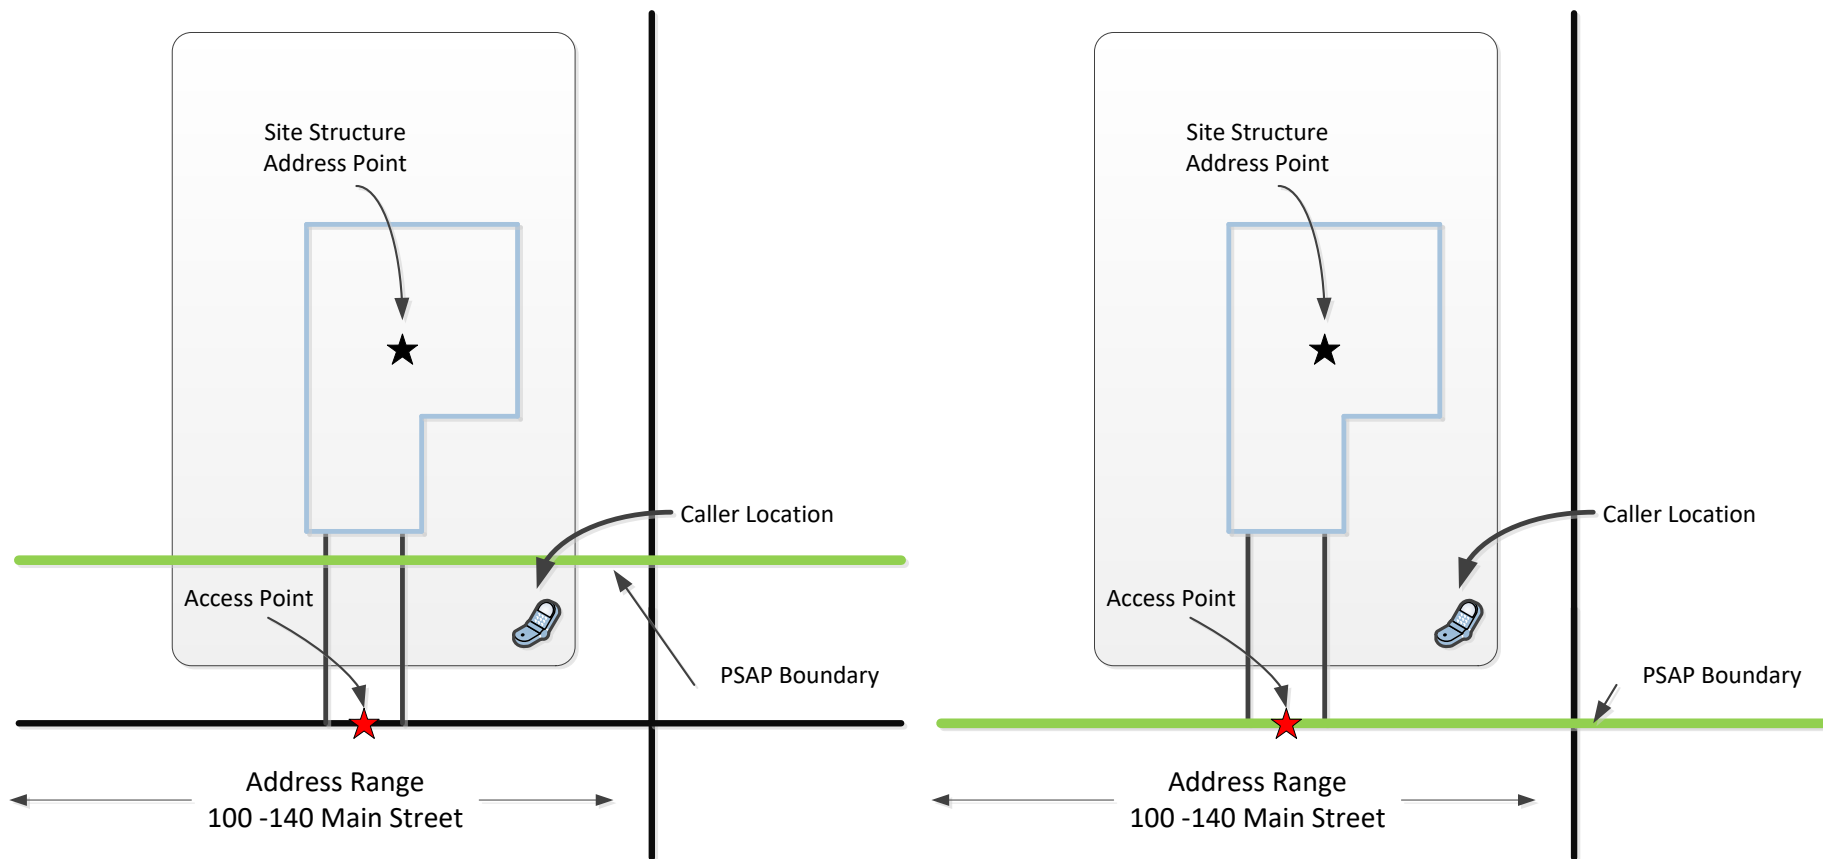 Site Structure
Address Point
Caller Location
Access Point
PSAP Boundary
Address Range
100 -140 Main Street
Site Structure
Address Point
Caller Location
Access Point
PSAP Boundary
Address Range
100 -140 Main Street